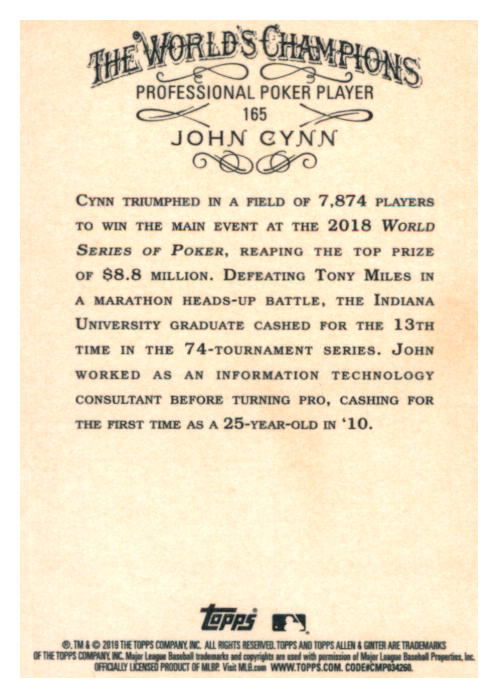 THE WORLD'S CHAMPIONS
PROFESSIONAL POKER PLAYER
165
JOHN CYNN
CYNN TRIUMPHED IN A FIELD OF 7,874 PLAYERS
TO WIN THE MAIN EVENT AT THE 2018 WORLD
SERIES OF POKER, REAPING THE TOP PRIZE
OF $8.8 MILLION. DEFEATING TONY MILES IN
A MARATHON HEADS-UP BATTLE, THE INDIANA
UNIVERSITY GRADUATE CASHED FOR THE 13TH
TIME IN THE 74-TOURNAMENT SERIES. JOHN
WORKED AS AN INFORMATION TECHNOLOGY
CONSULTANT BEFORE TURNING PRO, CASHING FOR
THE FIRST TIME AS A 25-YEAR-OLD IN '10.
TOPPS
®, TM & © 2019 THE TOPPS COMPANY, INC. ALL RIGHTS RESERVED. TOPPS AND TOPPS ALLEN & GINTER ARE TRADEMARKS
OF THE TOPPS COMPANY, INC. Major League Baseball trademarks and copyrights are used with permission of Major League Baseball Properties, Inc.
OFFICIALLY LICENSED PRODUCT OF MLBP. Visit MLB.com WWW.TOPPS.COM. CODE#CMP034260.